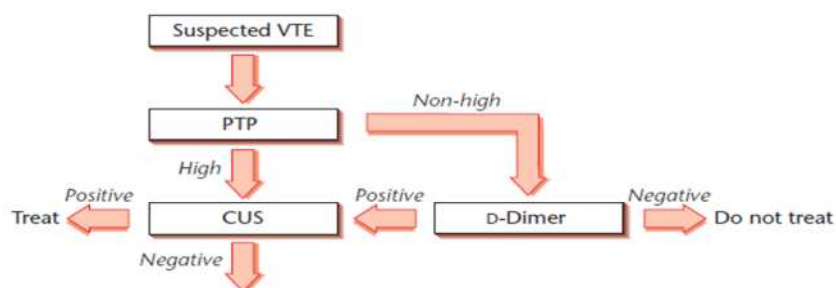 Suspected VTE
Non-high
PTP
High
Positive
Positive
Negative
Treat
CUS
D-Dimer
Do not treat
Negative